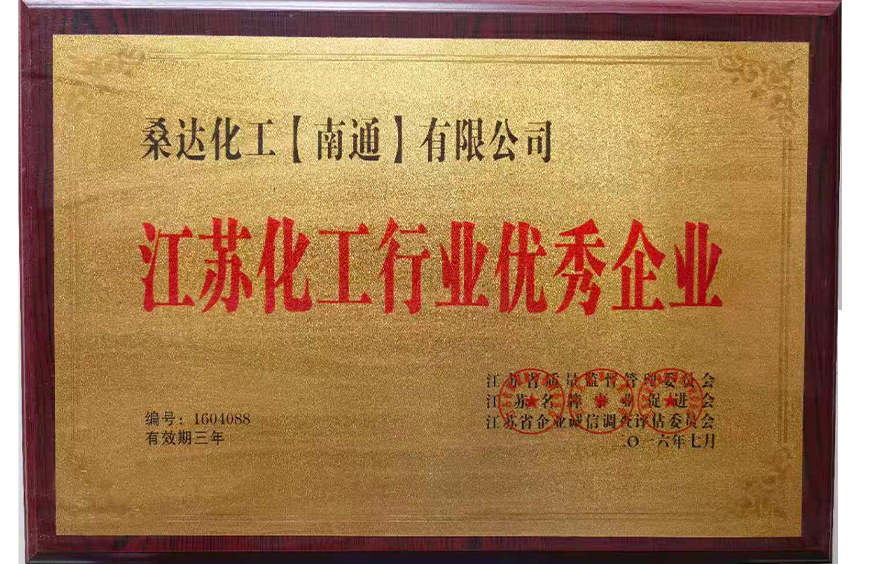 桑达化工【南通】有限公司
江苏化工行业优秀企业
江苏省质量监督管理委员会
江苏名牌事业促进会
江苏省企业诚信调查评估委员会
二〇一六年七月
编号：1604088
有效期三年